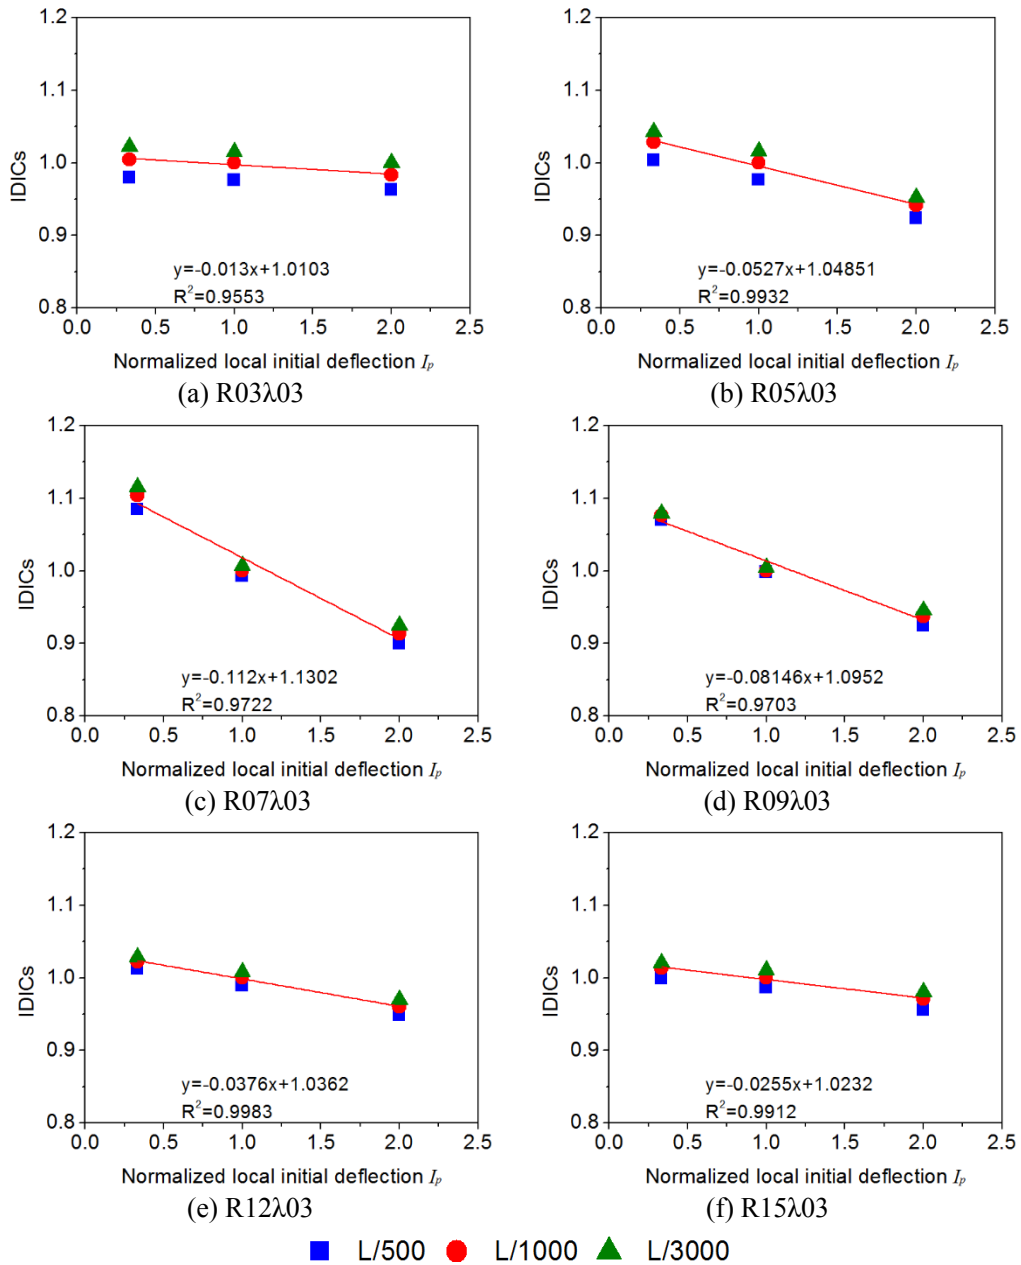 1.2
1.1
1.0
0.9
0.8
IDICs
y=-0.013x+1.0103
R²=0.9553
0.0 0.5 1.0 1.5 2.0 2.5
Normalized local initial deflection Iₚ
(a) R03λ03
1.2
1.1
1.0
0.9
0.8
IDICs
y=-0.0527x+1.04851
R²=0.9932
0.0 0.5 1.0 1.5 2.0 2.5
Normalized local initial deflection Iₚ
(b) R05λ03
1.2
1.1
1.0
0.9
0.8
IDICs
y=-0.112x+1.1302
R²=0.9722
0.0 0.5 1.0 1.5 2.0 2.5
Normalized local initial deflection Iₚ
(c) R07λ03
1.2
1.1
1.0
0.9
0.8
IDICs
y=-0.08146x+1.0952
R²=0.9703
0.0 0.5 1.0 1.5 2.0 2.5
Normalized local initial deflection Iₚ
(d) R09λ03
1.2
1.1
1.0
0.9
0.8
IDICs
y=-0.0376x+1.0362
R²=0.9983
0.0 0.5 1.0 1.5 2.0 2.5
Normalized local initial deflection Iₚ
(e) R12λ03
1.2
1.1
1.0
0.9
0.8
IDICs
y=-0.0255x+1.0232
R²=0.9912
0.0 0.5 1.0 1.5 2.0 2.5
Normalized local initial deflection Iₚ
(f) R15λ03
L/500 L/1000 L/3000